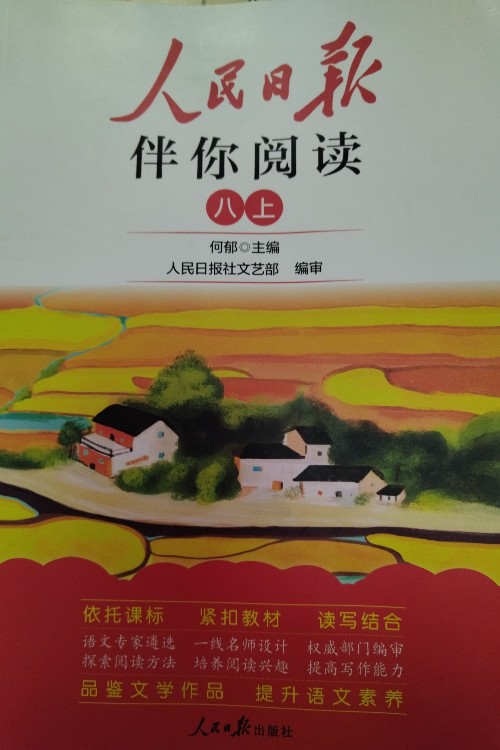 人民日报
伴你阅读
八上
何郁◎主编
人民日报社文艺部 编审
依托课标 紧扣教材 读写结合
语文专家遴选 一线名师设计 权威部门编审
探索阅读方法 培养阅读兴趣 提高写作能力
品鉴文学作品 提升语文素养
人民日报出版社